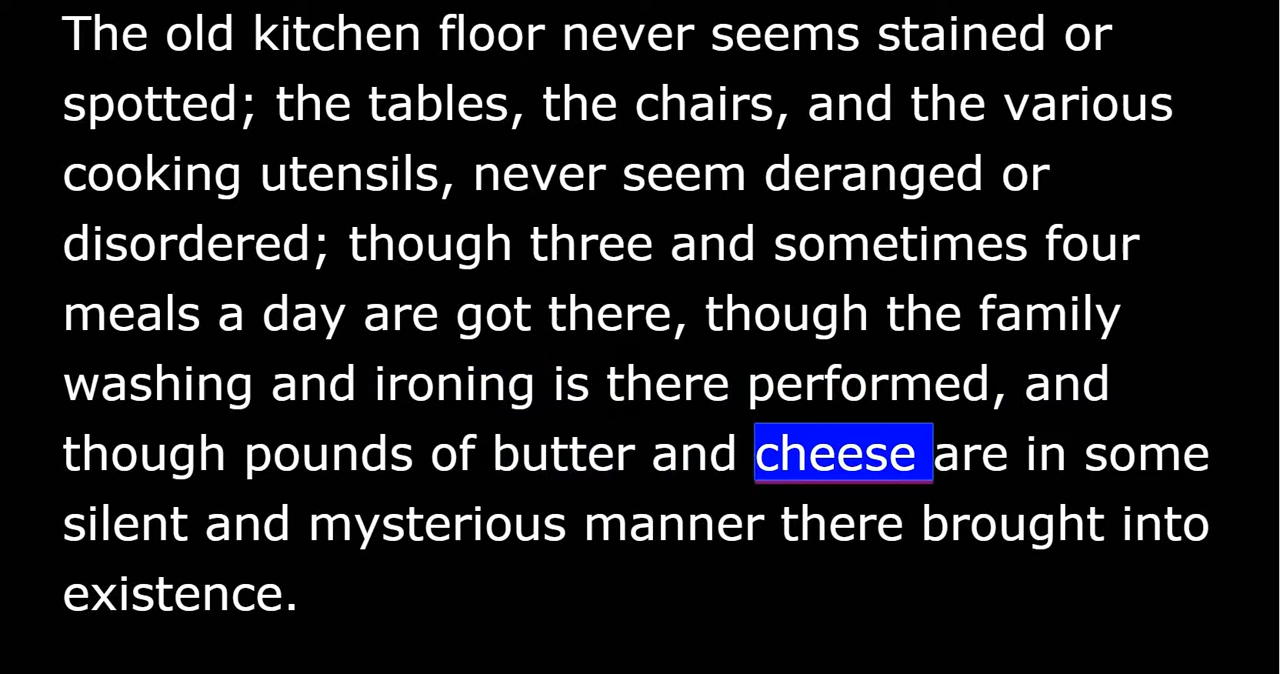 The old kitchen floor never seems stained or
spotted; the tables, the chairs, and the various
cooking utensils, never seem deranged or
disordered; though three and sometimes four
meals a day are got there, though the family
washing and ironing is there performed, and
though pounds of butter and cheese are in some
silent and mysterious manner there brought into
existence.